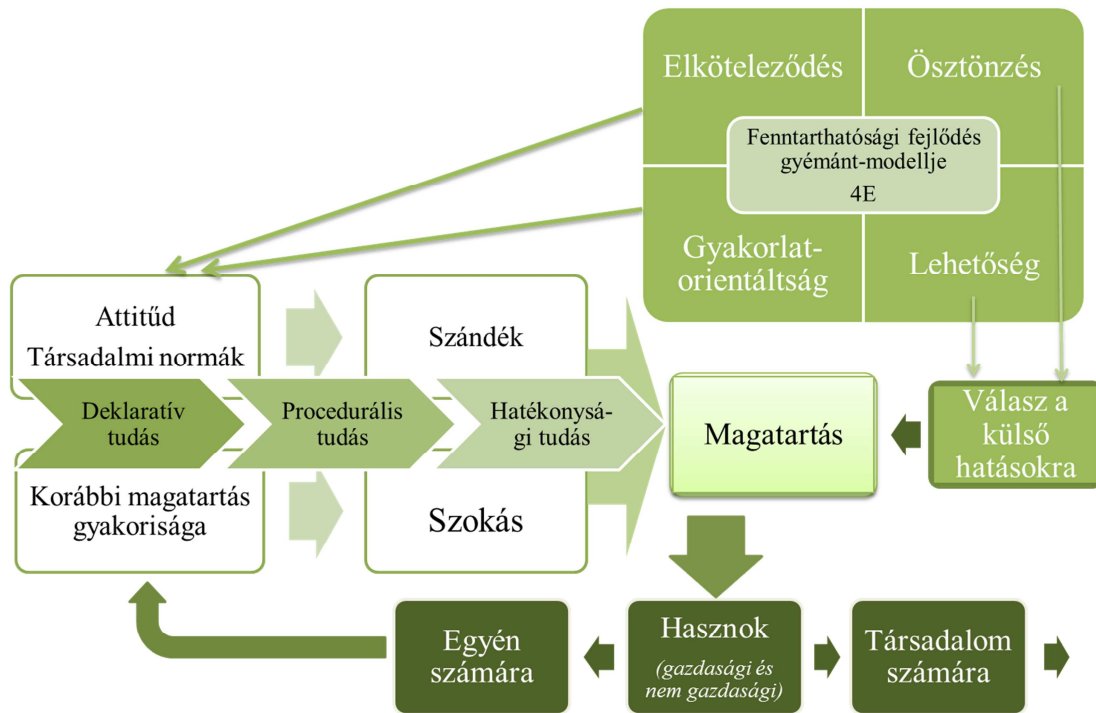 Elköteleződés
Ösztönzés
Fenntarthatósági fejlődés
gyémánt-modellje
4E
Gyakorlat-
orientáltság
Lehetőség
Attitűd
Társadalmi normák
Szándék
Deklaratív
tudás
Procedurális
tudás
Hatékonysá-
gi tudás
Magatartás
Válasz a
külső
hatásokra
Korábbi magatartás
gyakorisága
Szokás
Egyén
számára
Hasznok
(gazdasági és
nem gazdasági)
Társadalom
számára